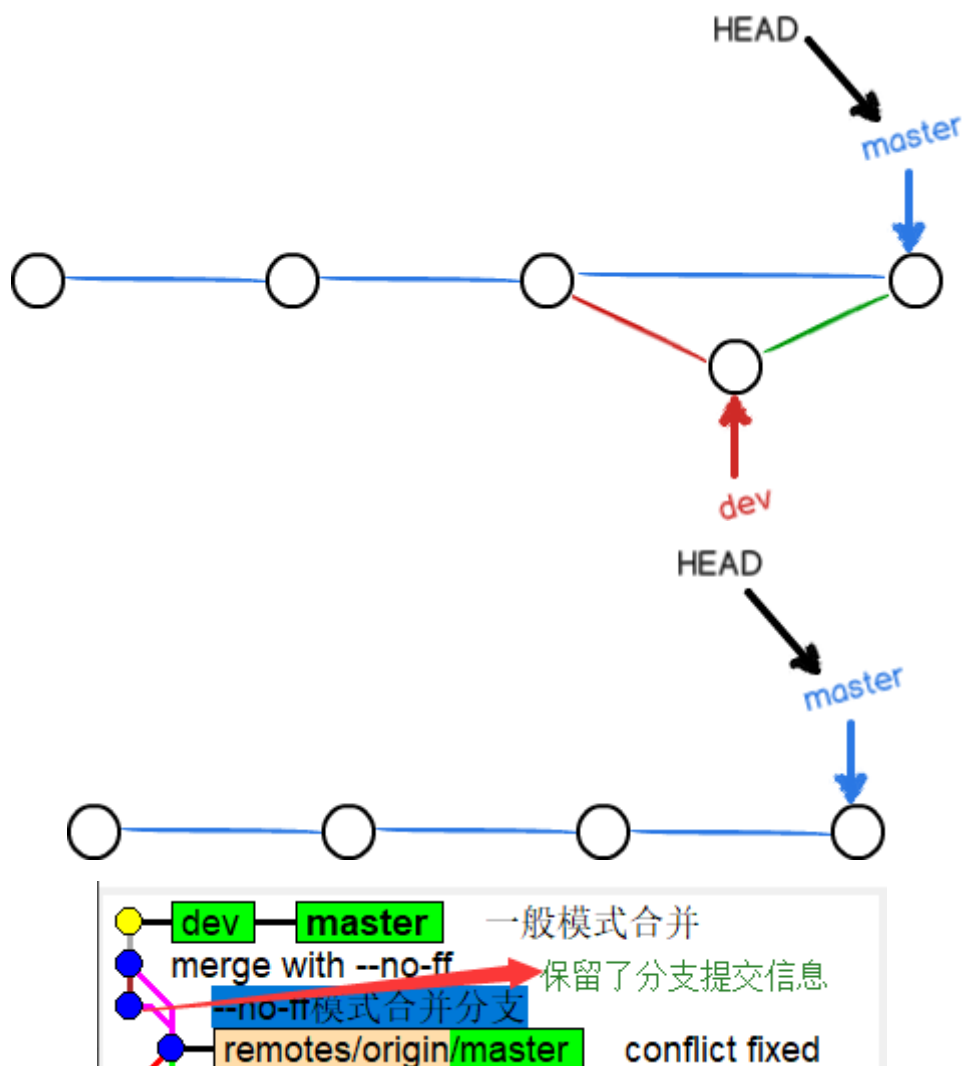 HEAD
master
dev
HEAD
master
dev master 一般模式合并
merge with --no-ff
保留了分支提交信息
--no-ff模式合并分支
remotes/origin/master conflict fixed